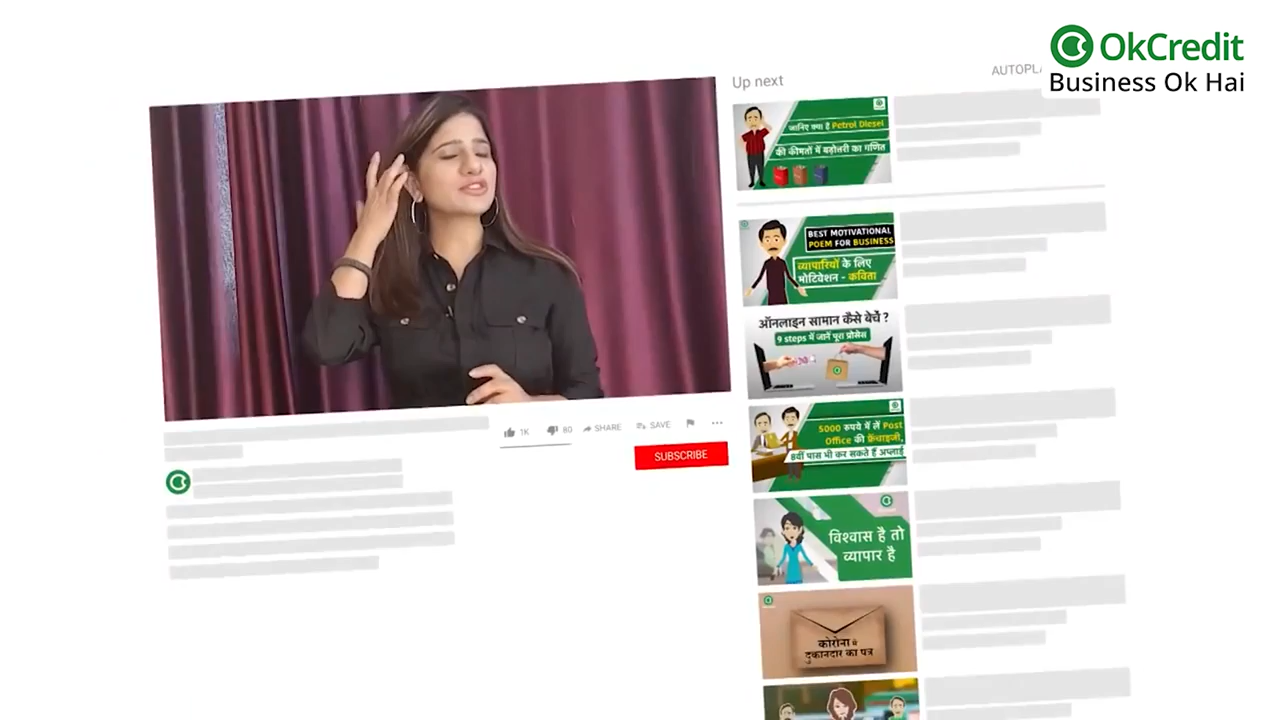 OkCredit
Business Ok Hai
Up next
जानिए क्या है Petrol Diesel
की कीमतों में बढ़ोत्तरी का गणित
BEST MOTIVATIONAL
POEM FOR BUSINESS
व्यापारियों के लिए
मोटिवेशन - कविता
ऑनलाइन सामान कैसे बेचें ?
9 steps में जानें पूरा प्रोसेस
5000 रुपये में लें Post
Office की फ्रैंचाइजी,
8वीं पास भी कर सकते हैं अप्लाई
विश्वास है तो
व्यापार है
कोरोना में
दुकानदार का पत्र
1K
80
SHARE
SAVE
SUBSCRIBE